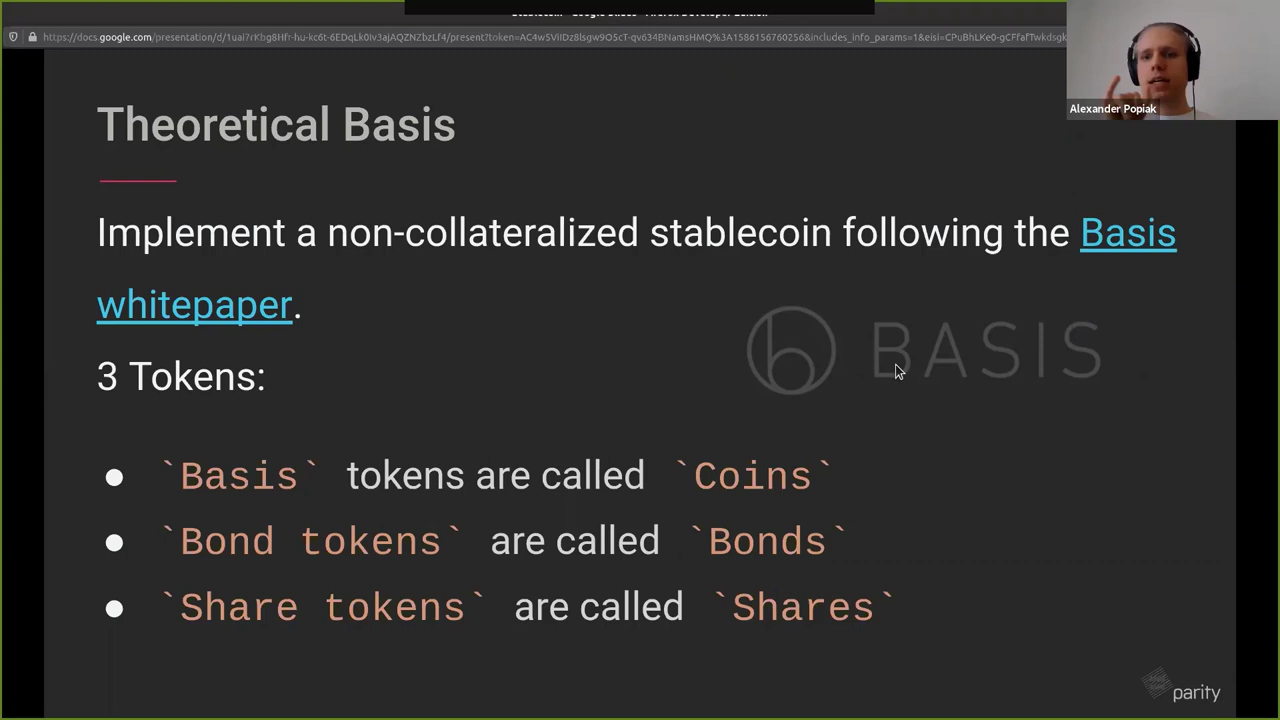 Alexander Popiak
Theoretical Basis
Implement a non-collateralized stablecoin following the Basis
whitepaper.
BASIS
3 Tokens:
● `Basis` tokens are called `Coins`
● `Bond tokens` are called `Bonds`
● `Share tokens` are called `Shares`
parity